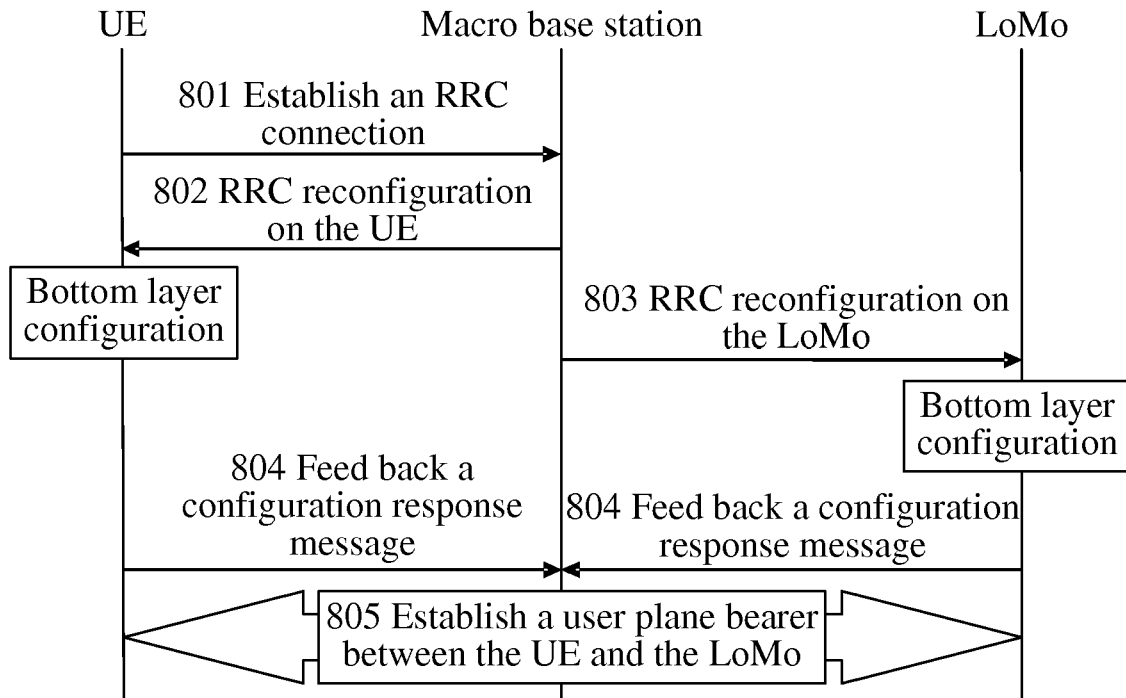 UE
Macro base station
LoMo
801 Establish an RRC
connection
802 RRC reconfiguration
on the UE
Bottom layer
configuration
803 RRC reconfiguration on
the LoMo
Bottom layer
configuration
804 Feed back a
configuration response
message
804 Feed back a configuration
response message
805 Establish a user plane bearer
between the UE and the LoMo